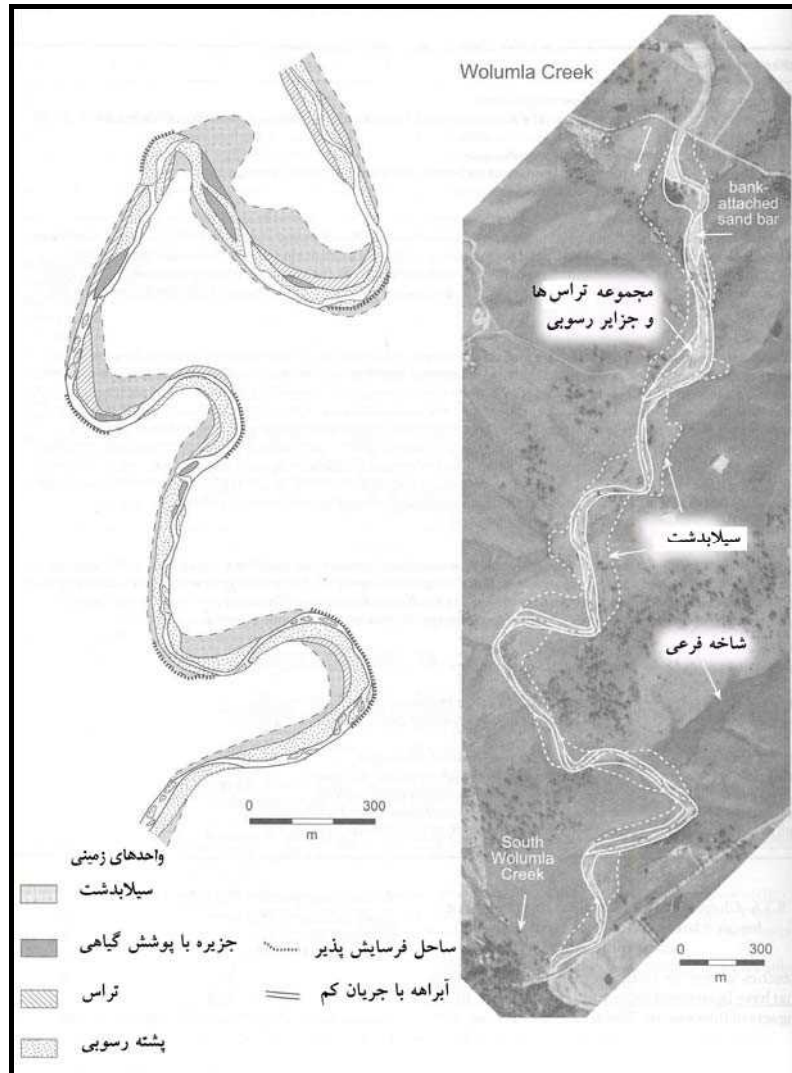 Wolumla Creek
bank-
attached
sand bar
مجموعه تراس‌ها
و جزایر رسوبی
سیلابدشت
شاخه فرعی
South
Wolumla
Creek
0 300
m
0 300
m
واحدهای زمینی
سیلابدشت
جزیره با پوشش گیاهی
تراس
پشته رسوبی
ساحل فرسایش پذیر
آبراهه با جریان کم